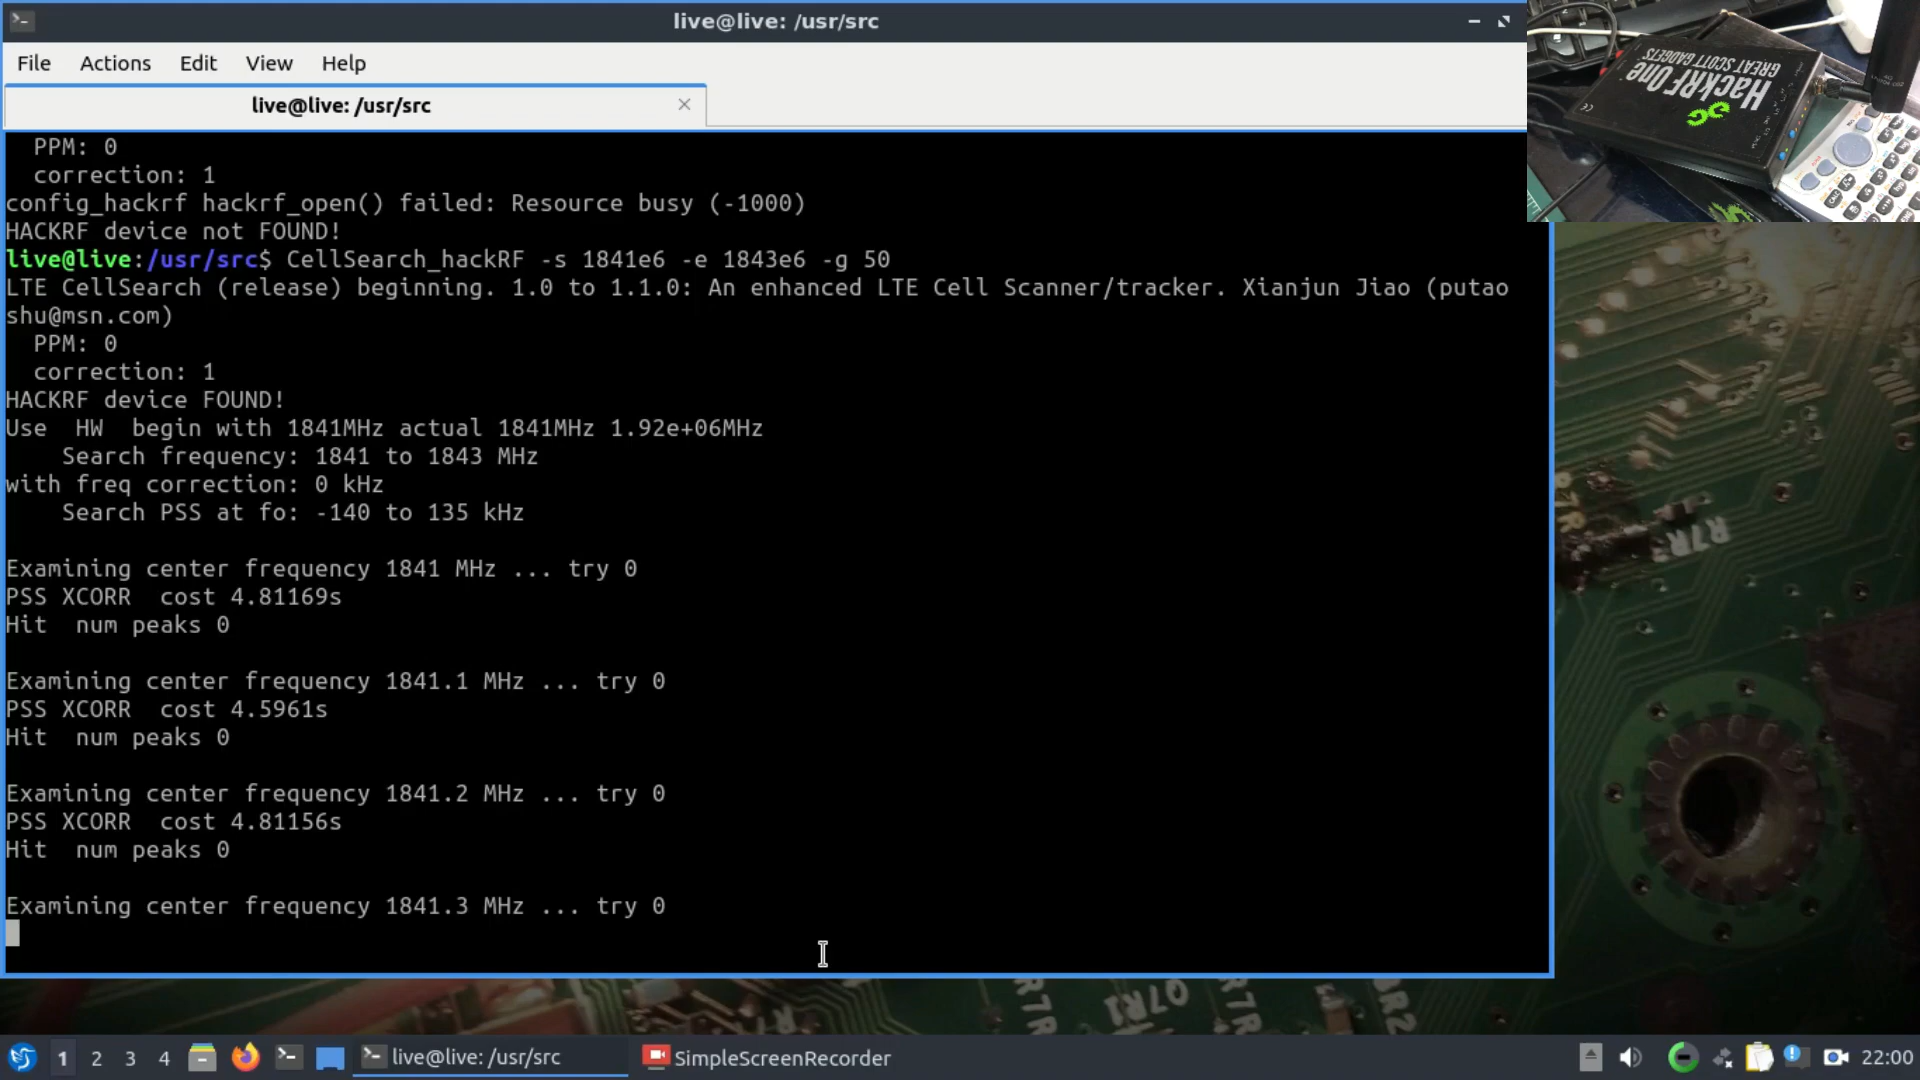 live@live: /usr/src
File Actions Edit View Help
live@live: /usr/src
PPM: 0
correction: 1
config_hackrf hackrf_open() failed: Resource busy (-1000)
HACKRF device not FOUND!
live@live:/usr/src$ CellSearch_hackRF -s 1841e6 -e 1843e6 -g 50
LTE CellSearch (release) beginning. 1.0 to 1.1.0: An enhanced LTE Cell Scanner/tracker. Xianjun Jiao (putao
shu@msn.com)
PPM: 0
correction: 1
HACKRF device FOUND!
Use  HW  begin with 1841MHz actual 1841MHz 1.92e+06MHz
Search frequency: 1841 to 1843 MHz
with freq correction: 0 kHz
Search PSS at fo: -140 to 135 kHz
Examining center frequency 1841 MHz ... try 0
PSS XCORR  cost 4.81169s
Hit  num peaks 0
Examining center frequency 1841.1 MHz ... try 0
PSS XCORR  cost 4.5961s
Hit  num peaks 0
Examining center frequency 1841.2 MHz ... try 0
PSS XCORR  cost 4.81156s
Hit  num peaks 0
Examining center frequency 1841.3 MHz ... try 0
HackRF One
GREAT SCOTT GADGETS
R7R
Q7R1
R7R
BR2
1 2 3 4 live@live: /usr/src SimpleScreenRecorder 22:00